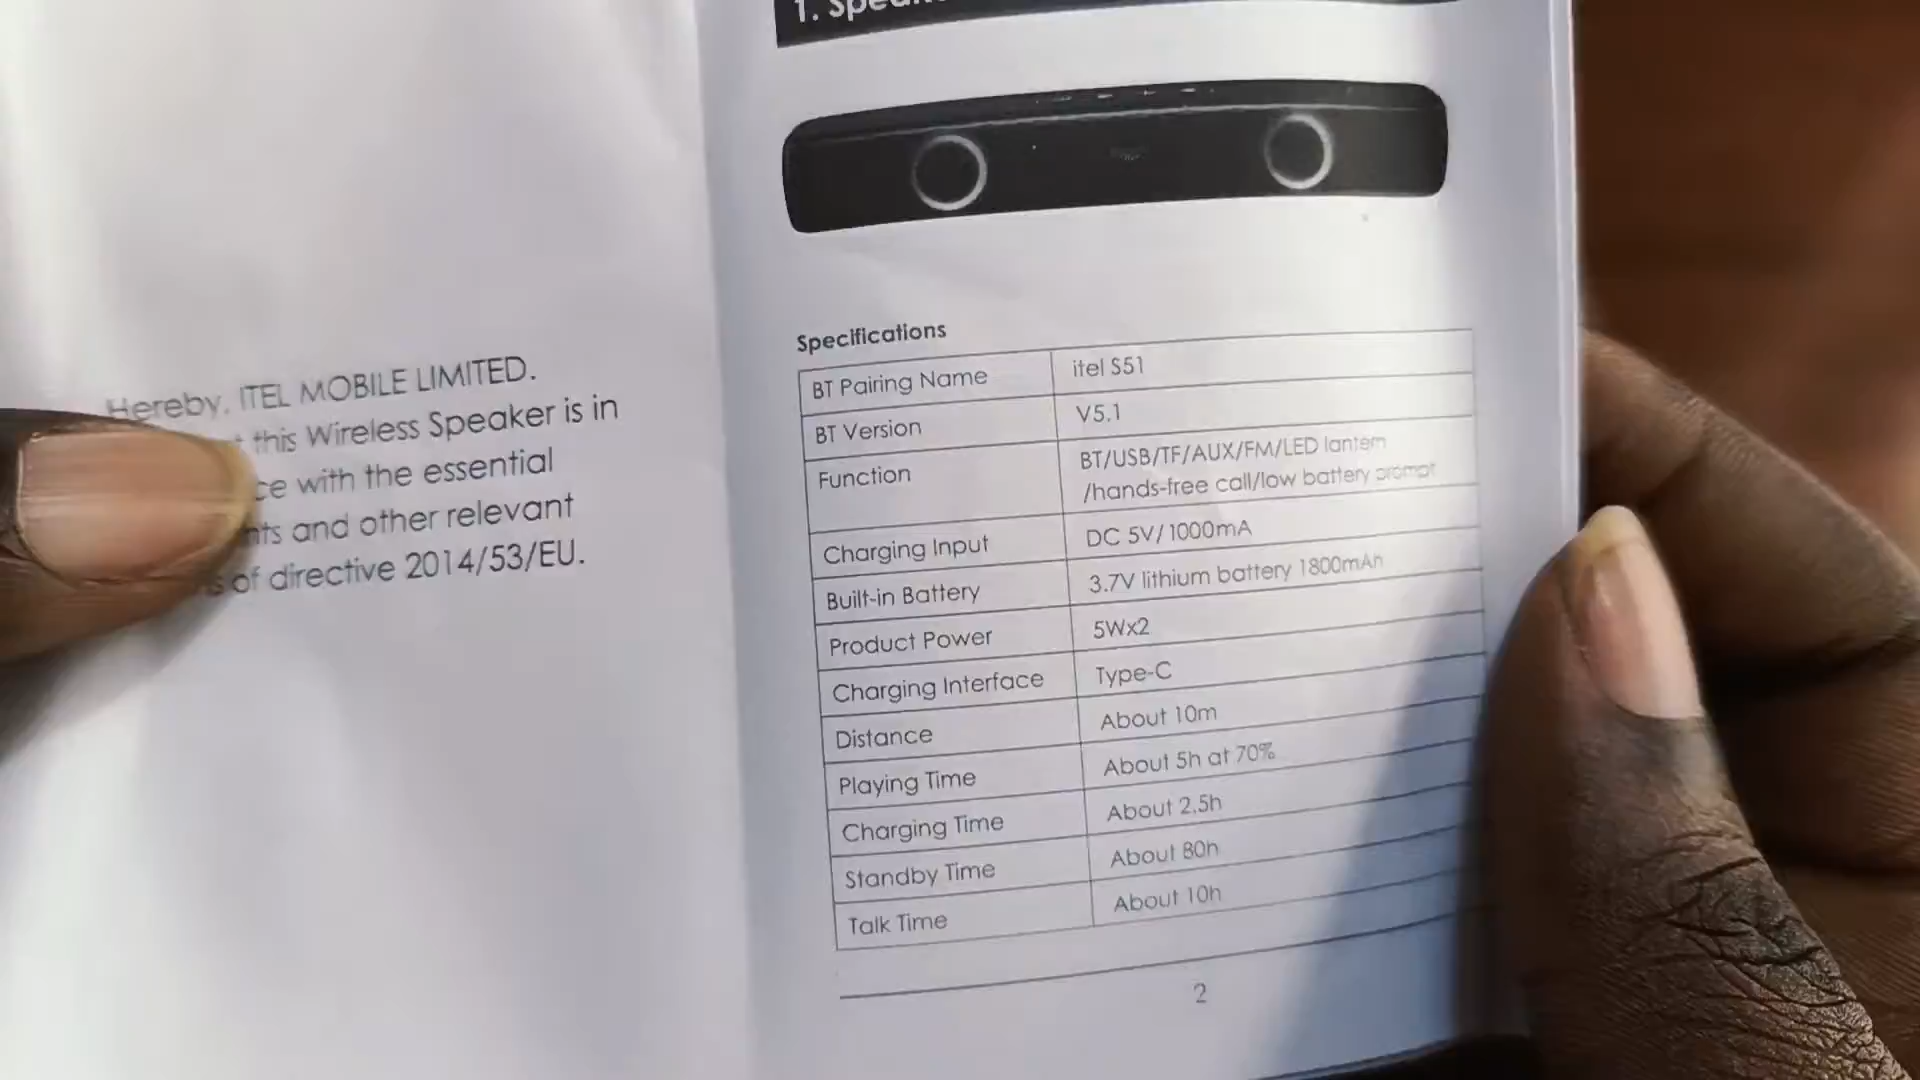 Hereby, ITEL MOBILE LIMITED.
this Wireless Speaker is in
with the essential
and other relevant
of directive 2014/53/EU.
1.
Specifications
BT Pairing Name itel S51
BT Version V5.1
Function BT/USB/TF/AUX/FM/LED lantern
/hands-free call/low battery prompt
Charging Input DC 5V/1000mA
Built-in Battery 3.7V lithium battery 1800mAh
Product Power 5Wx2
Charging Interface Type-C
Distance About 10m
Playing Time About 5h at 70%
Charging Time About 2.5h
Standby Time About 80h
Talk Time About 10h
2